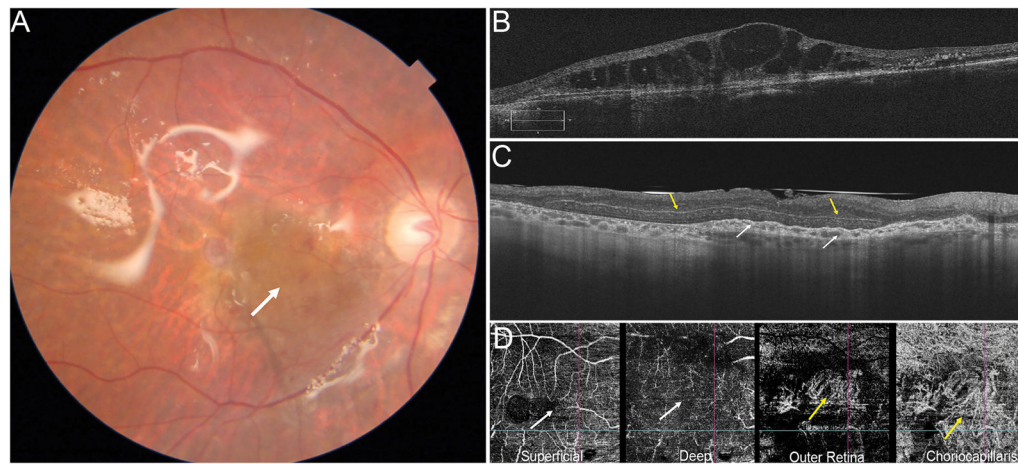 A
B
C
D
Superficial
Deep
Outer Retina
Choriocapillaris